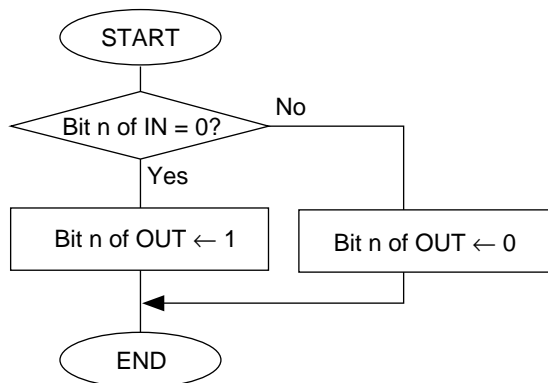 START
Bit n of IN = 0?
No
Yes
Bit n of OUT ← 1
Bit n of OUT ← 0
END